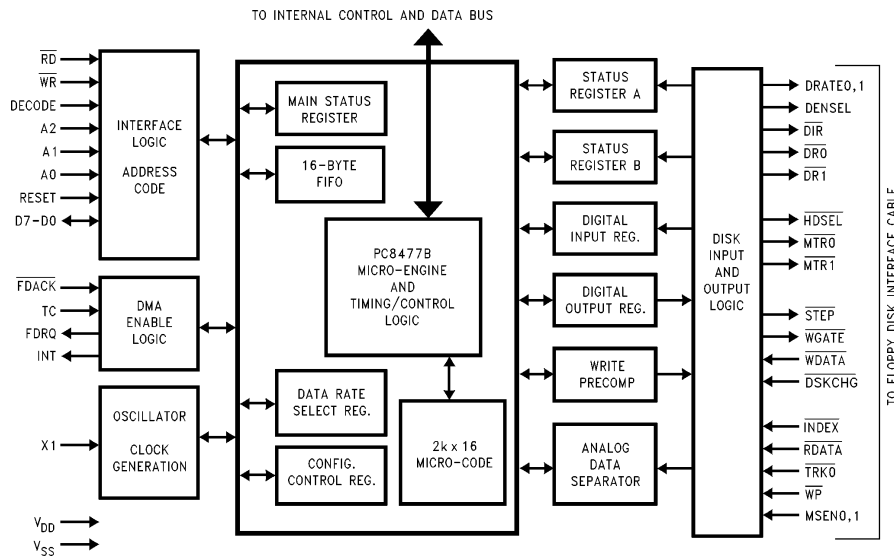 TO INTERNAL CONTROL AND DATA BUS
RD
WR
DECODE
A2
A1
A0
RESET
D7-D0
INTERFACE
LOGIC
ADDRESS
CODE
FDACK
TC
FDRQ
INT
DMA
ENABLE
LOGIC
X1
OSCILLATOR
CLOCK
GENERATION
VDD
VSS
MAIN STATUS
REGISTER
16-BYTE
FIFO
PC8477B
MICRO-ENGINE
AND
TIMING/CONTROL
LOGIC
DATA RATE
SELECT REG.
CONFIG.
CONTROL REG.
2k x 16
MICRO-CODE
STATUS
REGISTER A
STATUS
REGISTER B
DIGITAL
INPUT REG.
DIGITAL
OUTPUT REG.
WRITE
PRECOMP
ANALOG
DATA
SEPARATOR
DISK
INPUT
AND
OUTPUT
LOGIC
DRATE0,1
DENSEL
DIR
DR0
DR1
HDSEL
MTR0
MTR1
STEP
WGATE
WDATA
DSKCHG
INDEX
RDATA
TRK0
WP
MSEN0,1
TO FLOPPY DISK INTERFACE CABLE